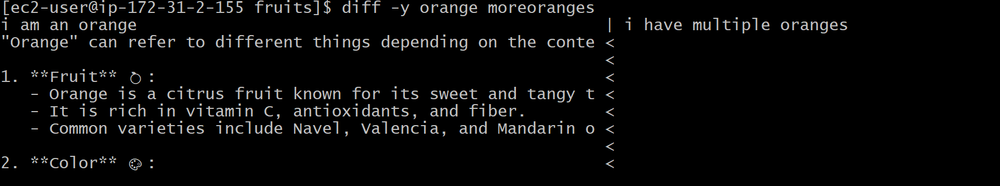 [ec2-user@ip-172-31-2-155 fruits]$ diff -y orange moreoranges
i am an orange | i have multiple oranges
"Orange" can refer to different things depending on the conte <
<
1. **Fruit** 🍊: <
   - Orange is a citrus fruit known for its sweet and tangy t <
   - It is rich in vitamin C, antioxidants, and fiber. <
   - Common varieties include Navel, Valencia, and Mandarin o <
<
2. **Color** 🎨: <